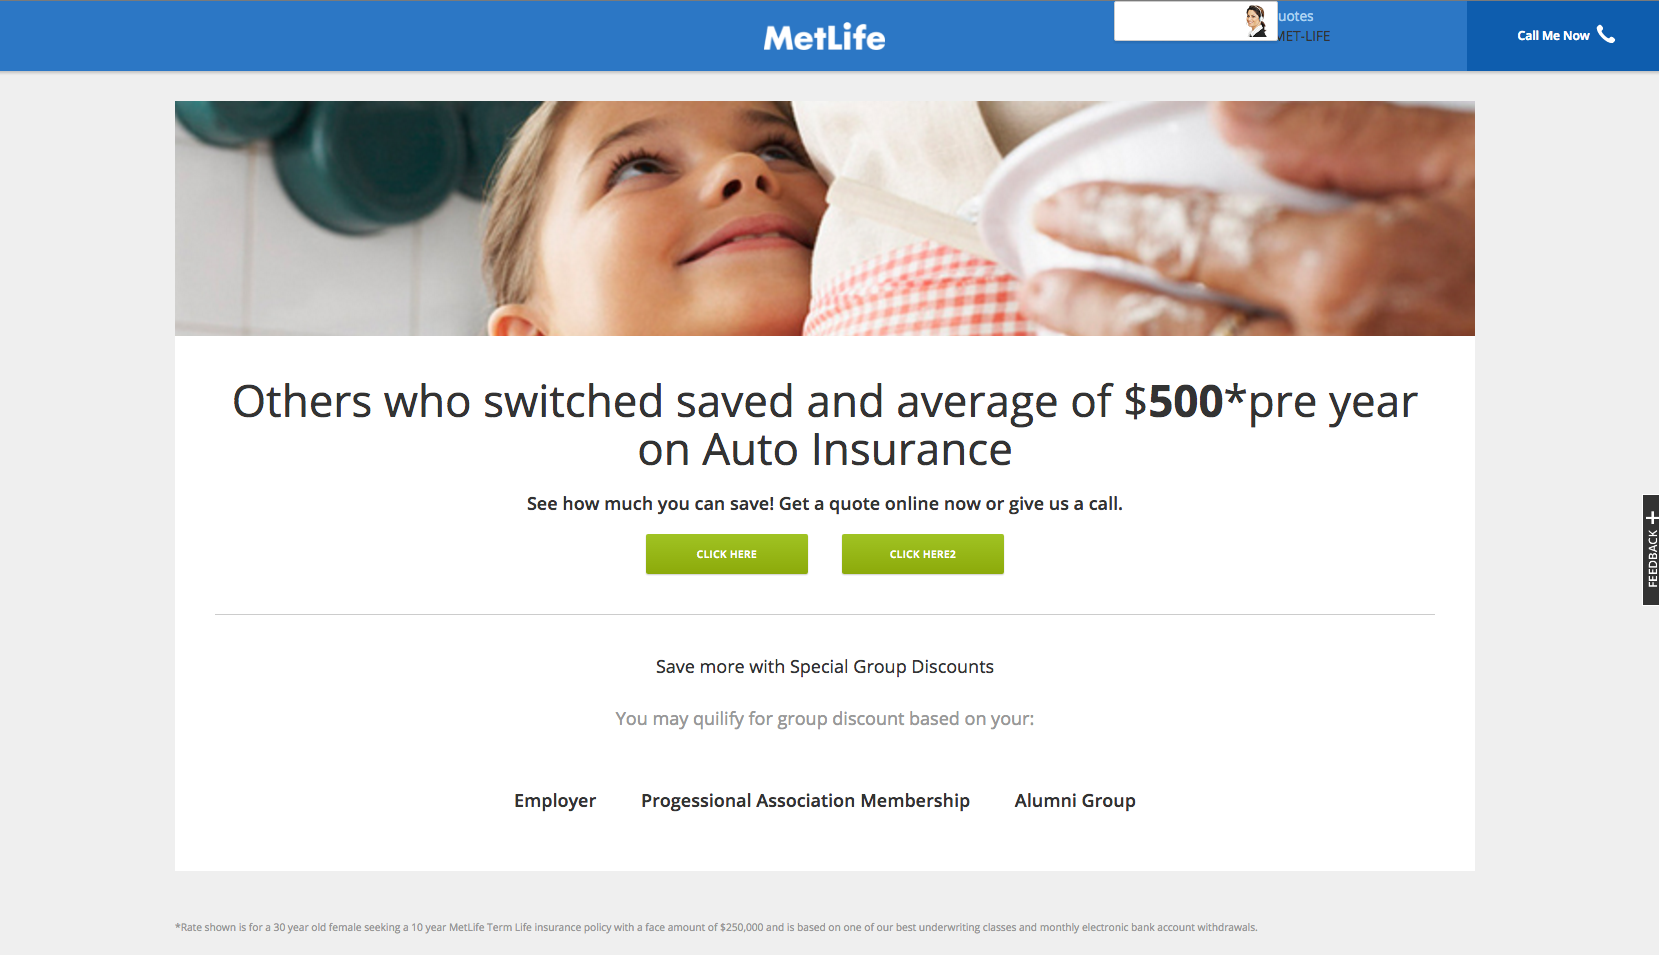 MetLife
uotes
MET-LIFE
Call Me Now
Others who switched saved and average of $500*pre year
on Auto Insurance
See how much you can save! Get a quote online now or give us a call.
CLICK HERE
CLICK HERE2
FEEDBACK +
Save more with Special Group Discounts
You may quilify for group discount based on your:
Employer
Progessional Association Membership
Alumni Group
*Rate shown is for a 30 year old female seeking a 10 year MetLife Term Life insurance policy with a face amount of $250,000 and is based on one of our best underwriting classes and monthly electronic bank account withdrawals.